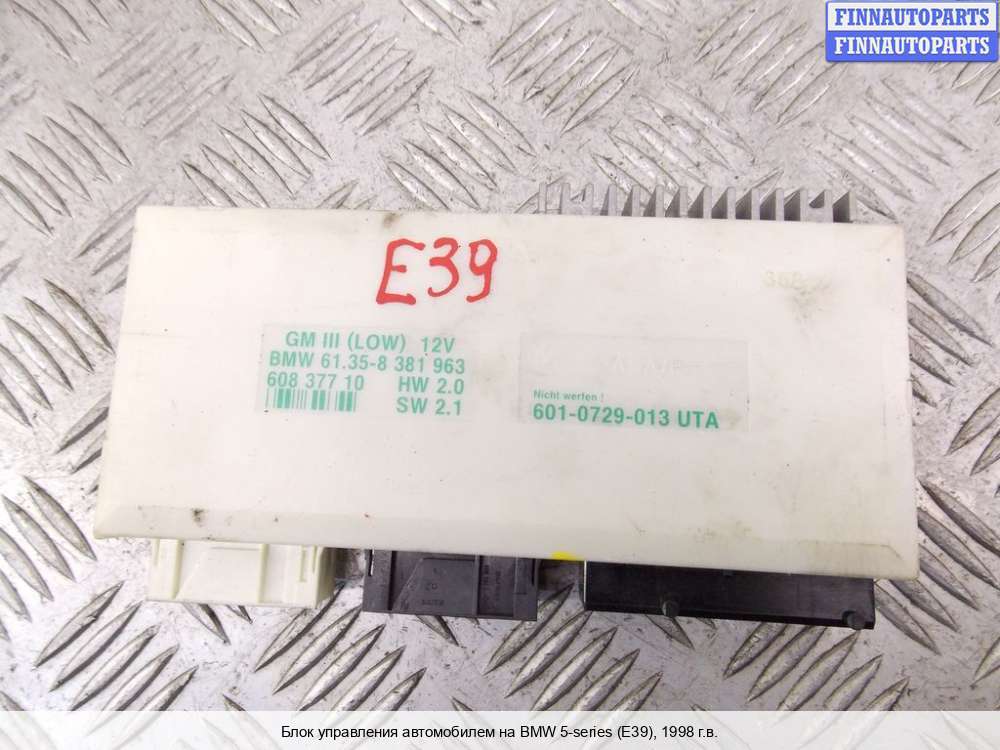 FINNAUTOPARTS
FINNAUTOPARTS
E39
GM III (LOW) 12V
BMW 61.35-8 381 963
608 377 10 HW 2.0
SW 2.1
Nicht werfen !
601-0729-013 UTA
Блок управления автомобилем на BMW 5-series (E39), 1998 г.в.